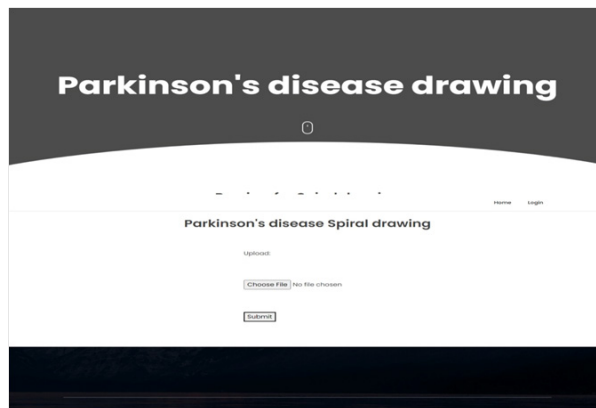 Parkinson's disease drawing
Home Login
Parkinson's disease Spiral drawing
Upload:
Choose File No file chosen
Submit